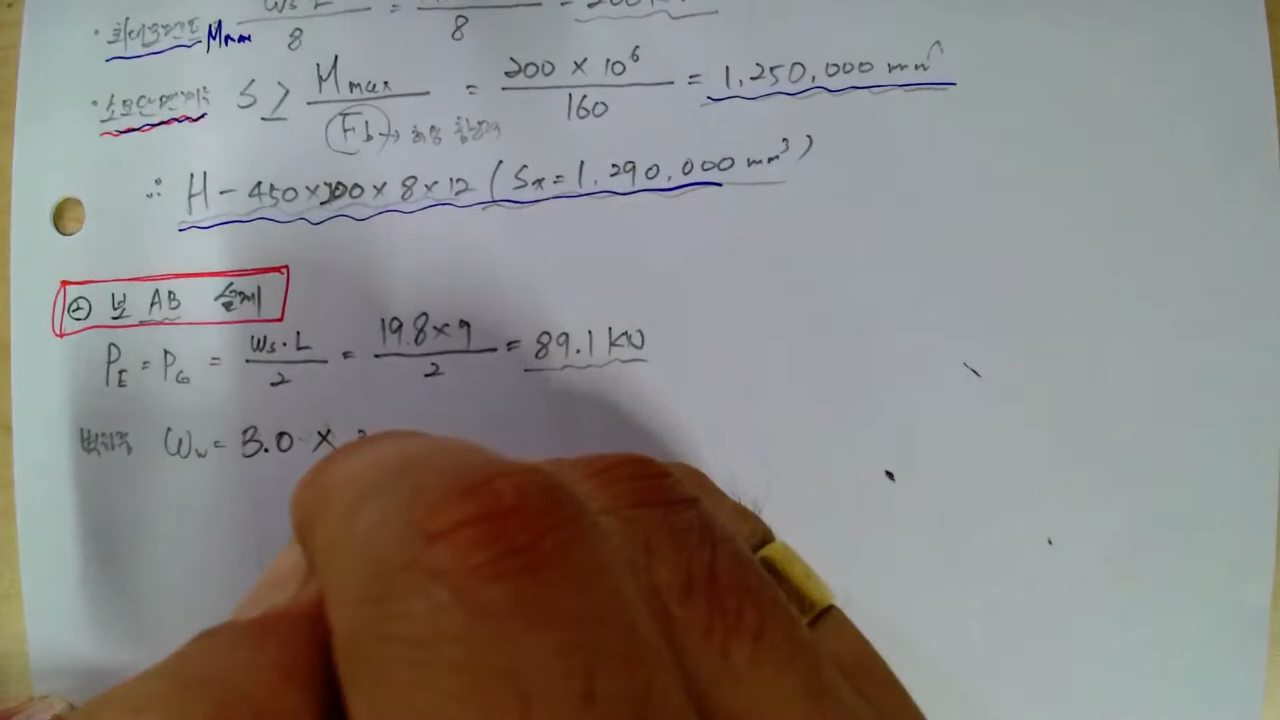 · 최대모멘트 Mmax Ws·L / 8 = / 8 = 200 k
· 소요단면계수 S ≥ Mmax / Fb → 허용 휨응력 = 200 × 10⁶ / 160 = 1,250,000 mm
∴ H - 450×200 × 8 × 12 ( Sx = 1,290,000 mm³ )
② 보 AB 설계
PE = PG = Ws·L / 2 = 19.8×9 / 2 = 89.1 kN
벽하중 Ww = 3.0 ×